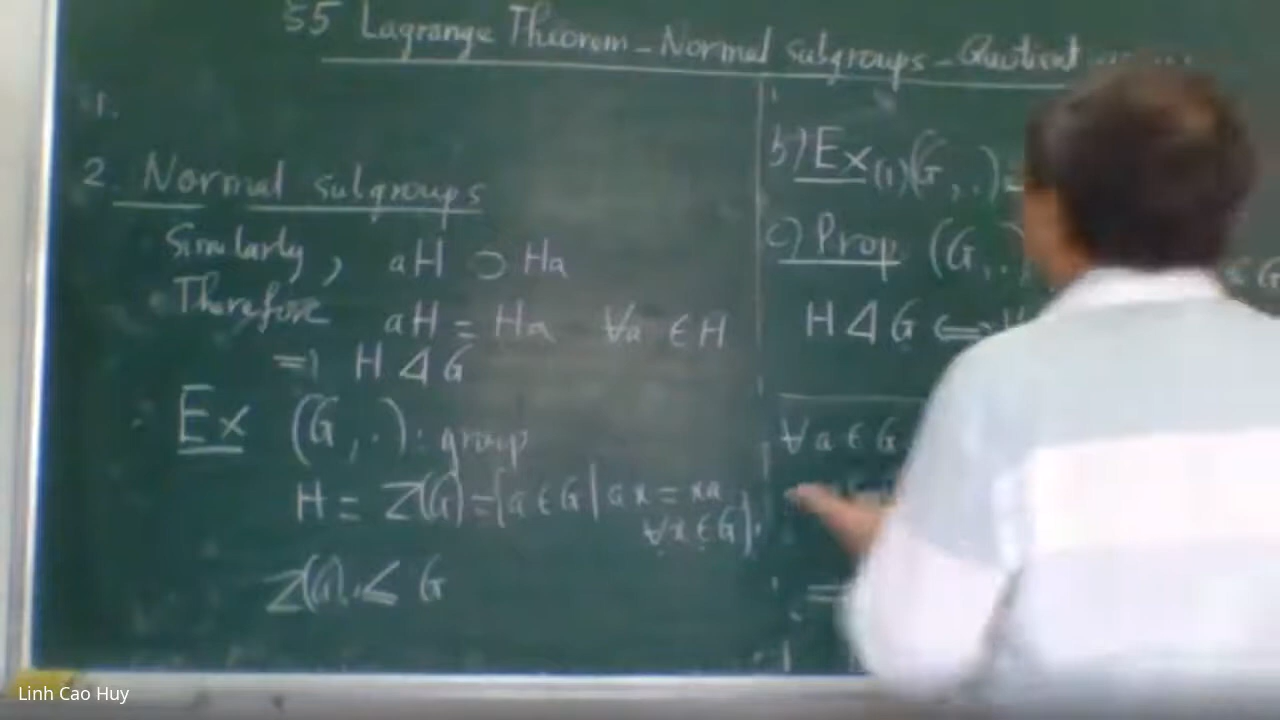 §5 Lagrange Theorem - Normal subgroups - Quotient
1.
2. Normal subgroups
Similarly, aH ⊃ Ha
Therefore aH = Ha ∀a ∈ H
=) H Δ G
Ex (G, .) : group
H = Z(G) = {a ∈ G | ax = xa
∀x ∈ G}.
Z(G) ≤ G
b) Ex (1) (G, .)
c) Prop (G, .)
H Δ G <=>
∀a ∈ G
=
Linh Cao Huy